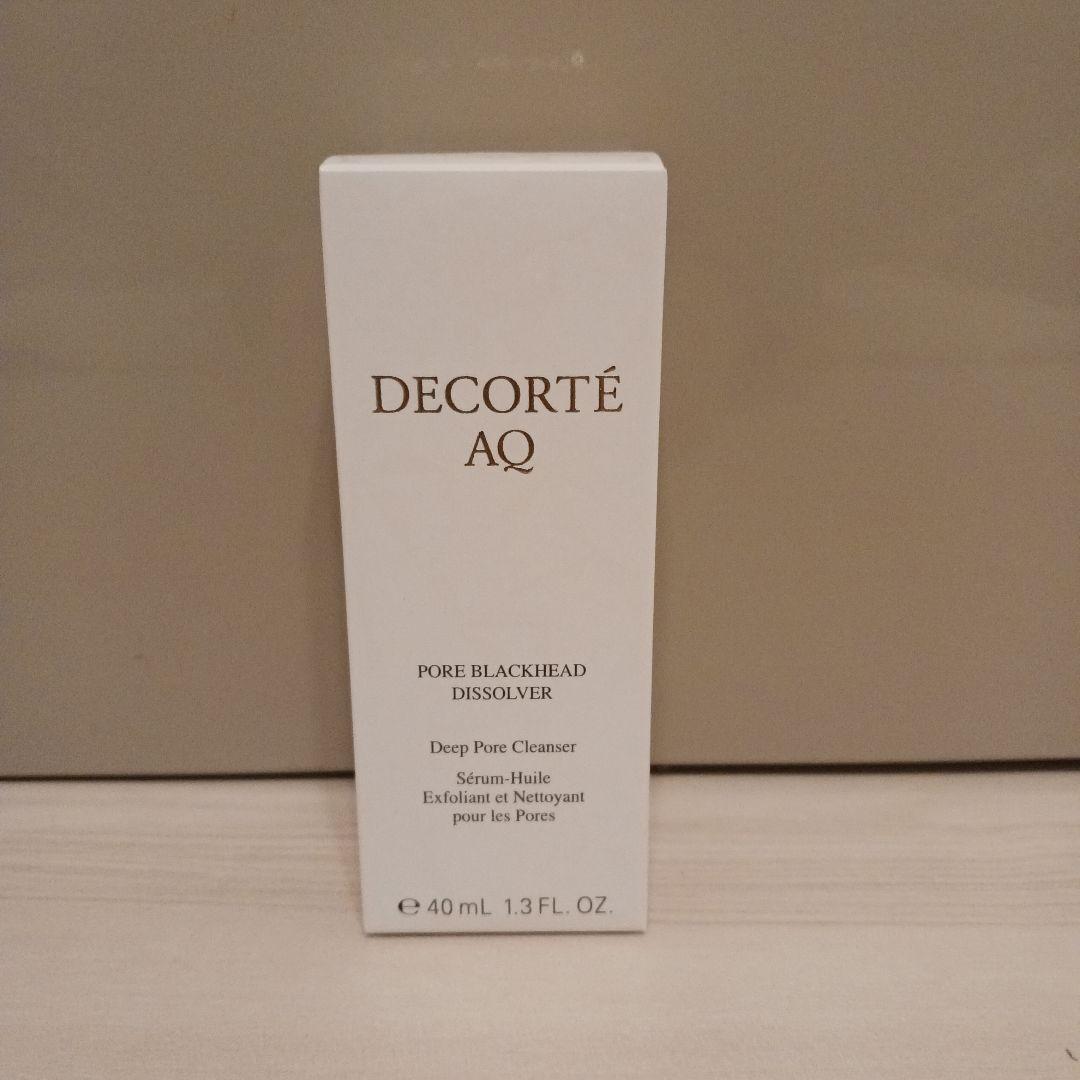 DECORTÉ
AQ
PORE BLACKHEAD
DISSOLVER
Deep Pore Cleanser
Sérum-Huile
Exfoliant et Nettoyant
pour les Pores
℮ 40 mL 1.3 FL. OZ.